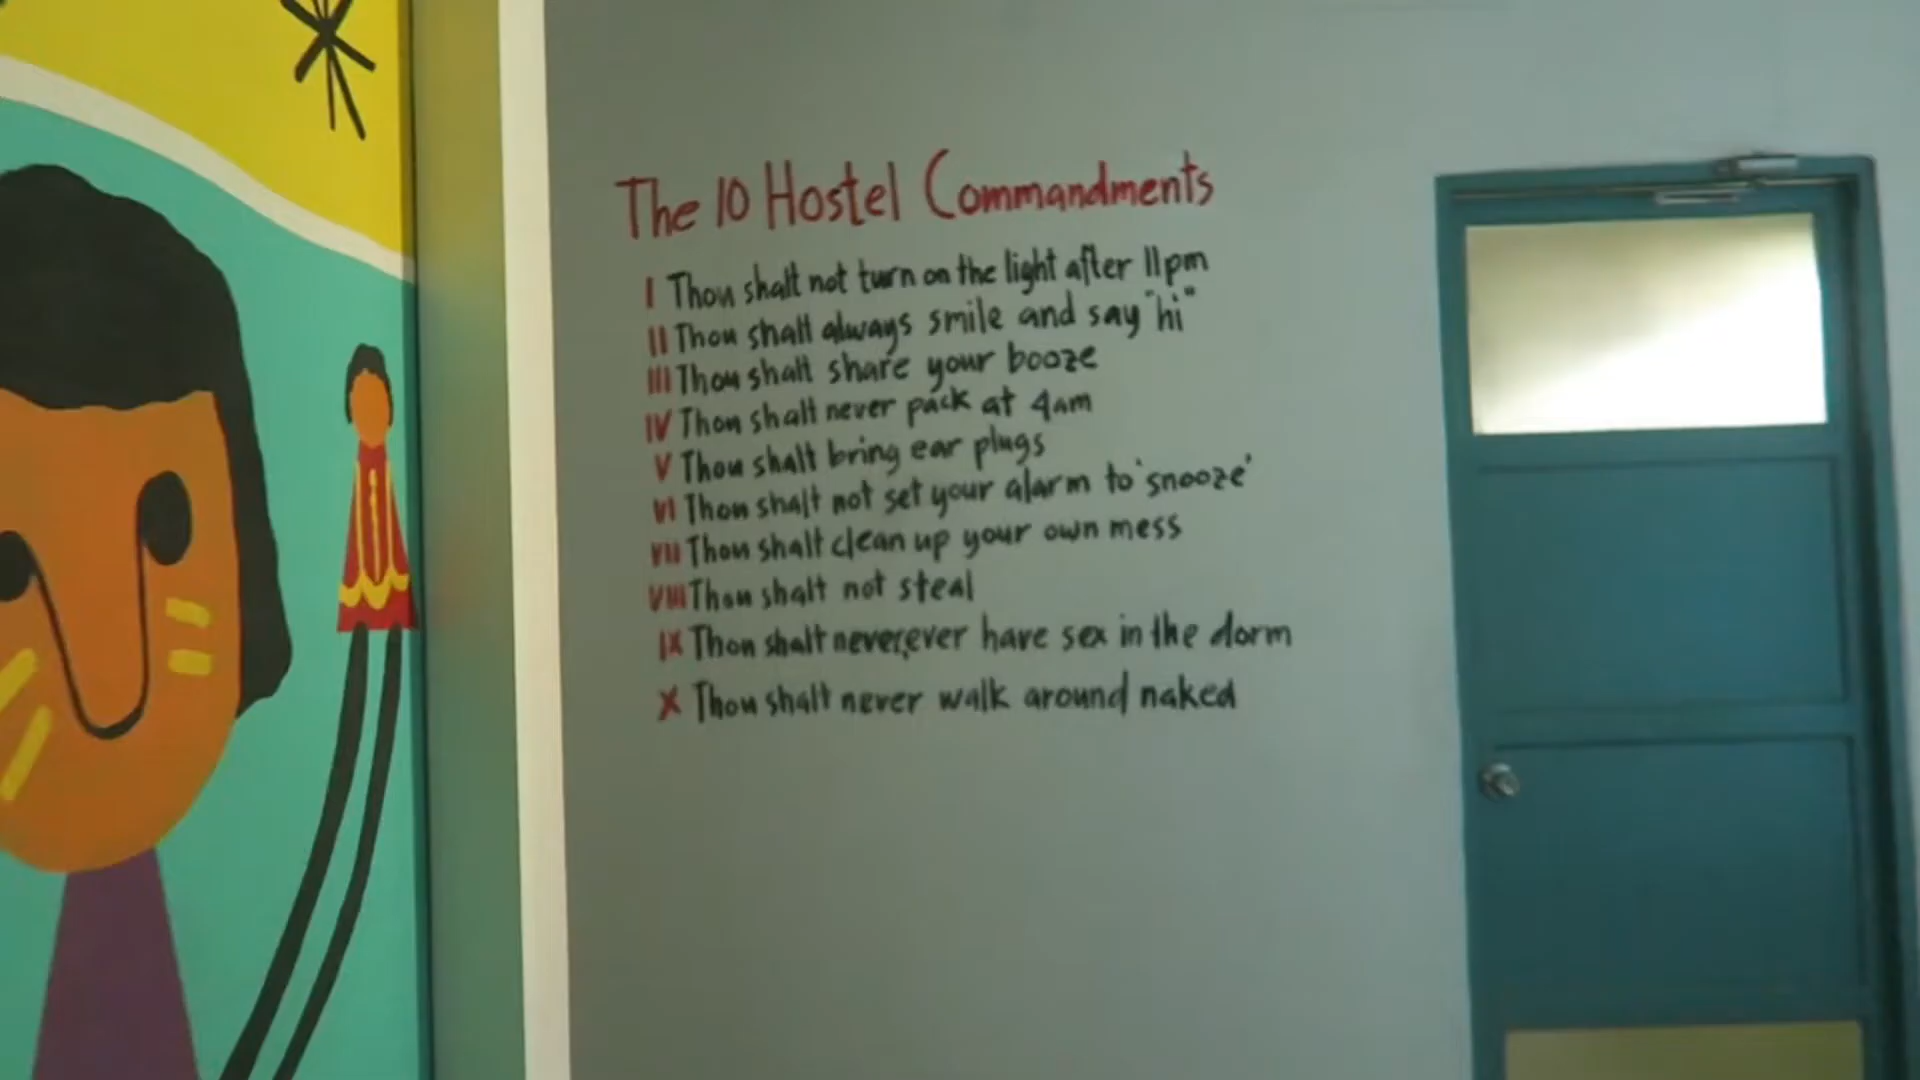 The 10 Hostel Commandments
I Thou shalt not turn on the light after 11pm
II Thou shalt always smile and say "hi"
III Thou shalt share your booze
IV Thou shalt never pack at 4am
V Thou shalt bring ear plugs
VI Thou shalt not set your alarm to 'snooze'
VII Thou shalt clean up your own mess
VIII Thou shalt not steal
IX Thou shalt never,ever have sex in the dorm
X Thou shalt never walk around naked